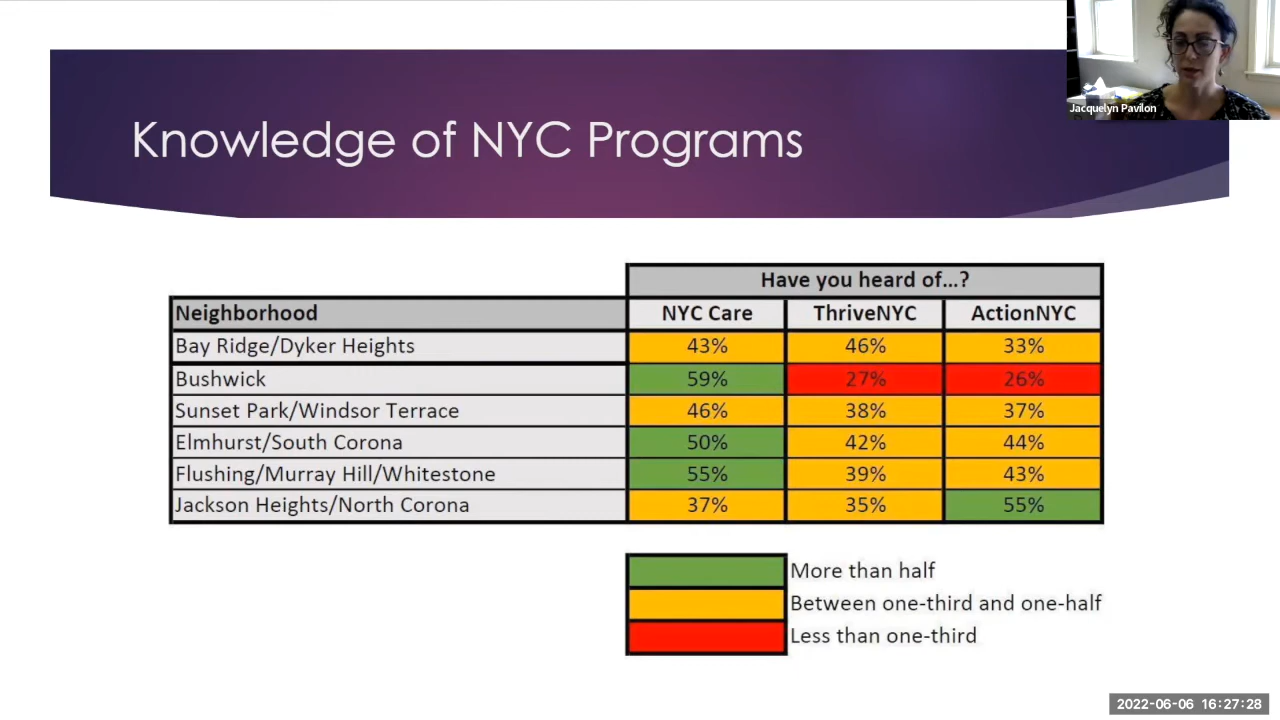 Jacquelyn Pavilon
Knowledge of NYC Programs
Have you heard of...?
Neighborhood NYC Care ThriveNYC ActionNYC
Bay Ridge/Dyker Heights 43% 46% 33%
Bushwick 59% 27% 26%
Sunset Park/Windsor Terrace 46% 38% 37%
Elmhurst/South Corona 50% 42% 44%
Flushing/Murray Hill/Whitestone 55% 39% 43%
Jackson Heights/North Corona 37% 35% 55%
More than half
Between one-third and one-half
Less than one-third
2022-06-06 16:27:28